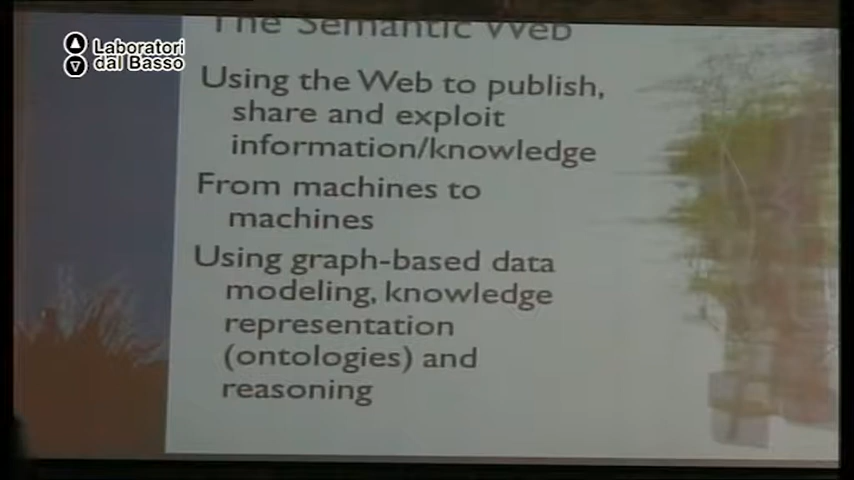 Laboratori
dal Basso
The Semantic Web
Using the Web to publish,
share and exploit
information/knowledge
From machines to
machines
Using graph-based data
modeling, knowledge
representation
(ontologies) and
reasoning